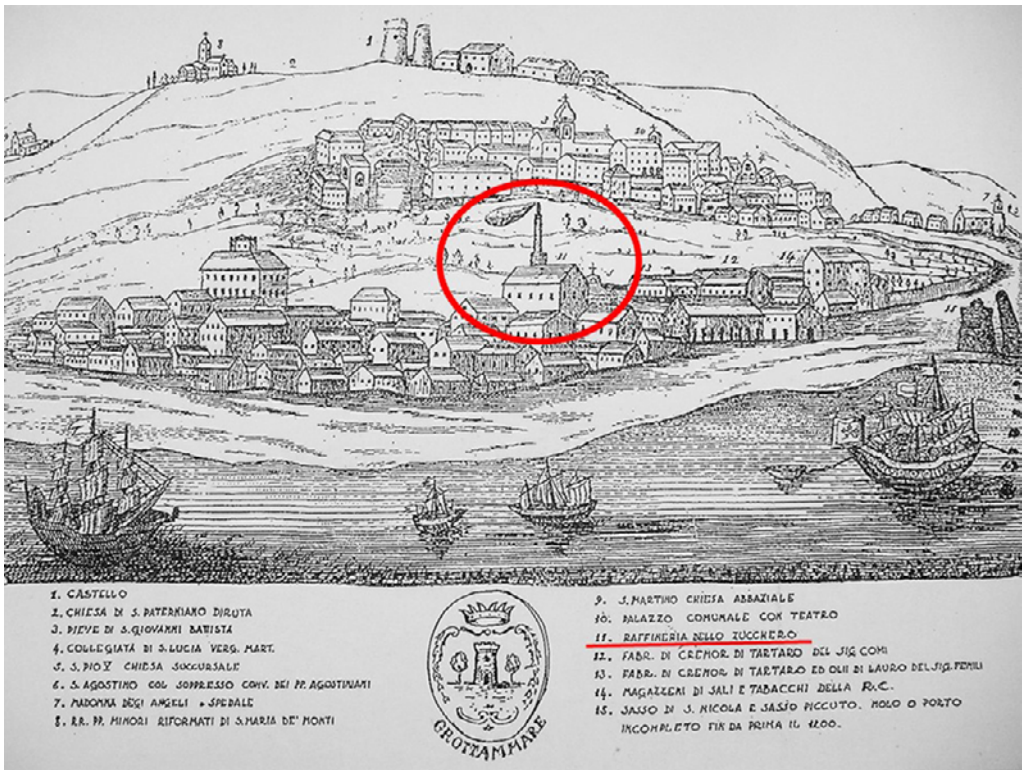 1. CASTELLO
2. CHIESA DI S. PATERNIANO DIRUTA
3. PIEVE DI S. GIOVANNI BATTISTA
4. COLLEGIATA DI S. LUCIA VERG. MART.
5. S. PIO V CHIESA SUCCURSALE
6. S. AGOSTINO COL SOPPRESSO CONV. DEI PP. AGOSTINIANI
7. MADONNA DEGI ANGELI E SPEDALE
8. RR. PP. MINORI RIFORMATI DI S. MARIA DE' MONTI
GROTTAMMARE
9. S. MARTINO CHIESA ABBAZIALE
10. PALAZZO COMUNALE CON TEATRO
11. RAFFINERIA DELLO ZUCCHERO
12. FABR. DI CREMOR DI TARTARO DEL SIG COMI
13. FABR. DI CREMOR DI TARTARO ED OLII DI LAURO DEL SIG. FENILI
14. MAGAZZENI DI SALI E TABACCHI DELLA R.C.
15. SASSO DI S. NICOLA E SASSO PICCUTO. MOLO O PORTO
INCOMPLETO FIN DA PRIMA IL 1200.